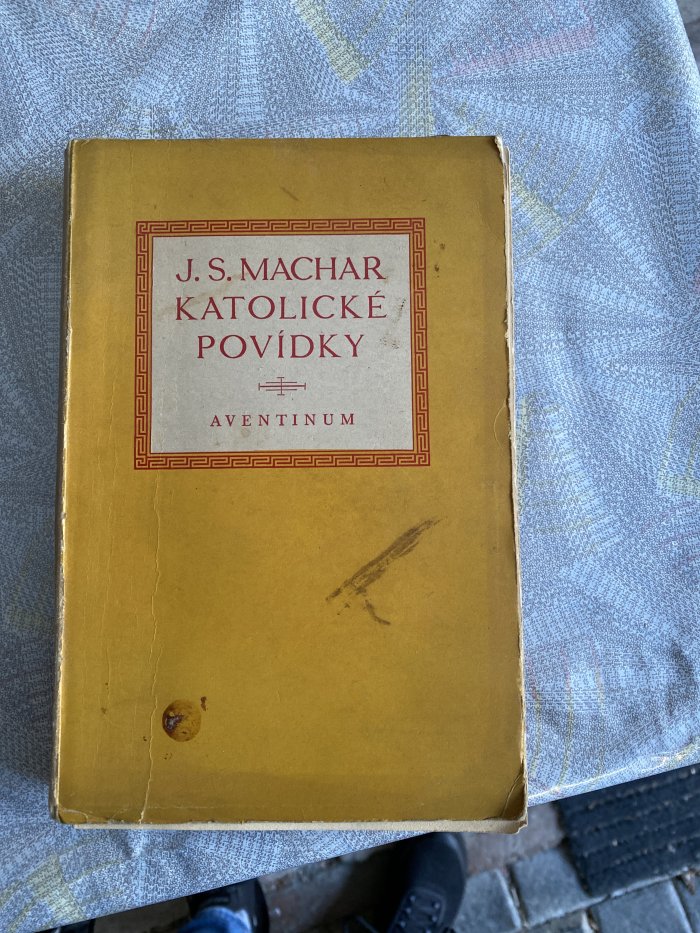 J. S. MACHAR
KATOLICKÉ
POVÍDKY
AVENTINUM